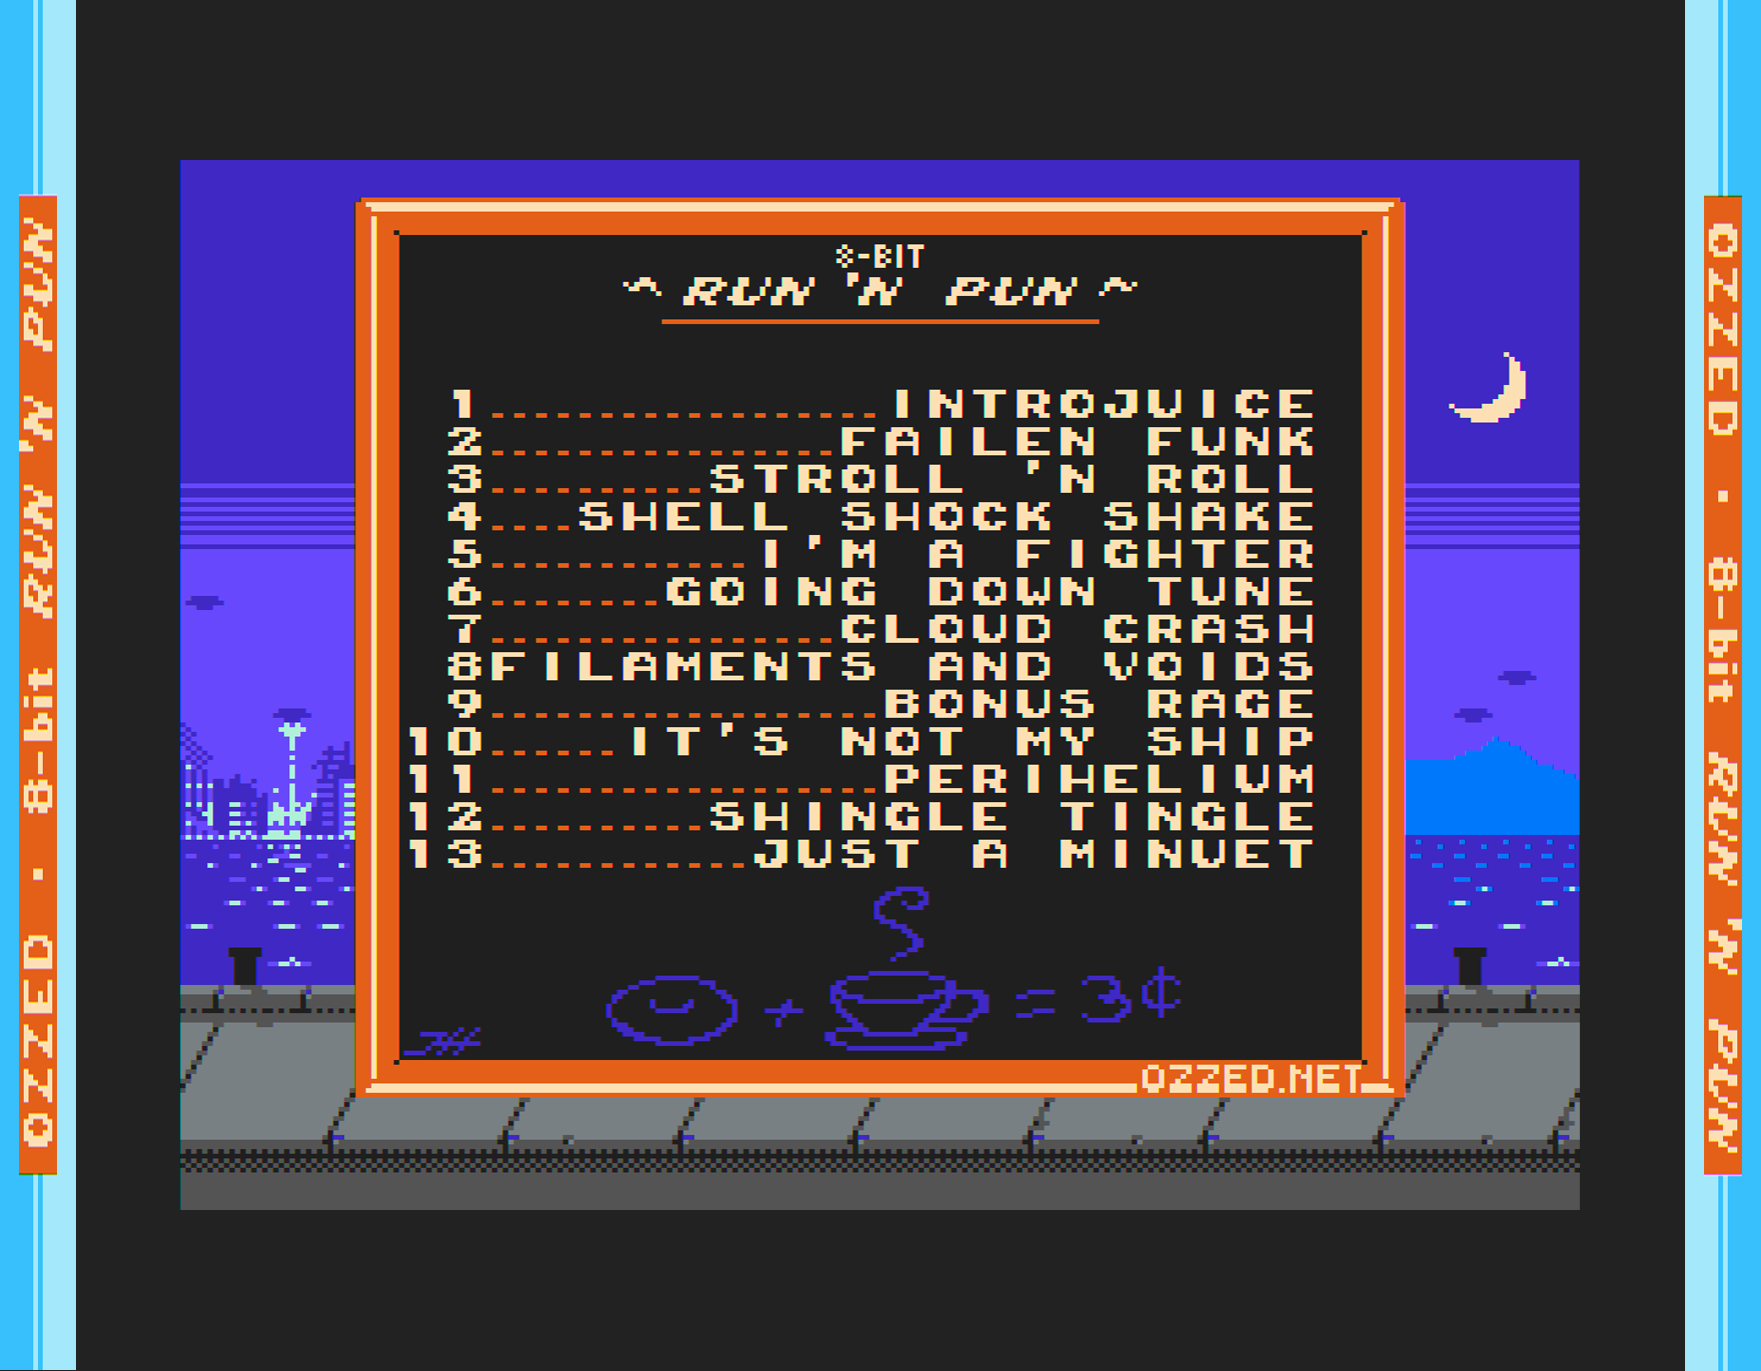 8-BIT
~ RUN 'N PUN ~
1..................INTROJUICE
2................FAILEN FUNK
3..........STROLL 'N ROLL
4....SHELL SHOCK SHAKE
5............I'M A FIGHTER
6........GOING DOWN TUNE
7................CLOUD CRASH
8FILAMENTS AND VOIDS
9..................BONUS RAGE
10......IT'S NOT MY SHIP
11..................PERIHELIUM
12..........SHINGLE TINGLE
13............JUST A MINUET
+ = 3¢
OZZED.NET
OZZED · 8-bit RUN 'N PUN
OZZED · 8-bit RUN 'N PUN